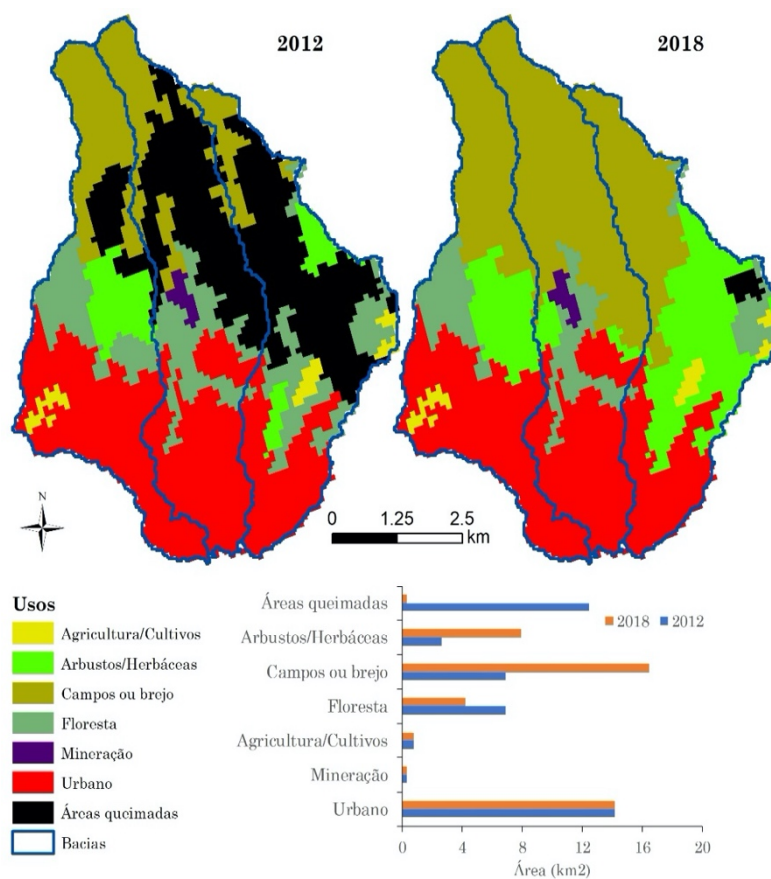 2012
2018
N
0 1.25 2.5
km
Usos
Agricultura/Cultivos
Arbustos/Herbáceas
Campos ou brejo
Floresta
Mineração
Urbano
Áreas queimadas
Bacias
Áreas queimadas
2018 2012
Arbustos/Herbáceas
Campos ou brejo
Floresta
Agricultura/Cultivos
Mineração
Urbano
0 4 8 12 16 20
Área (km2)